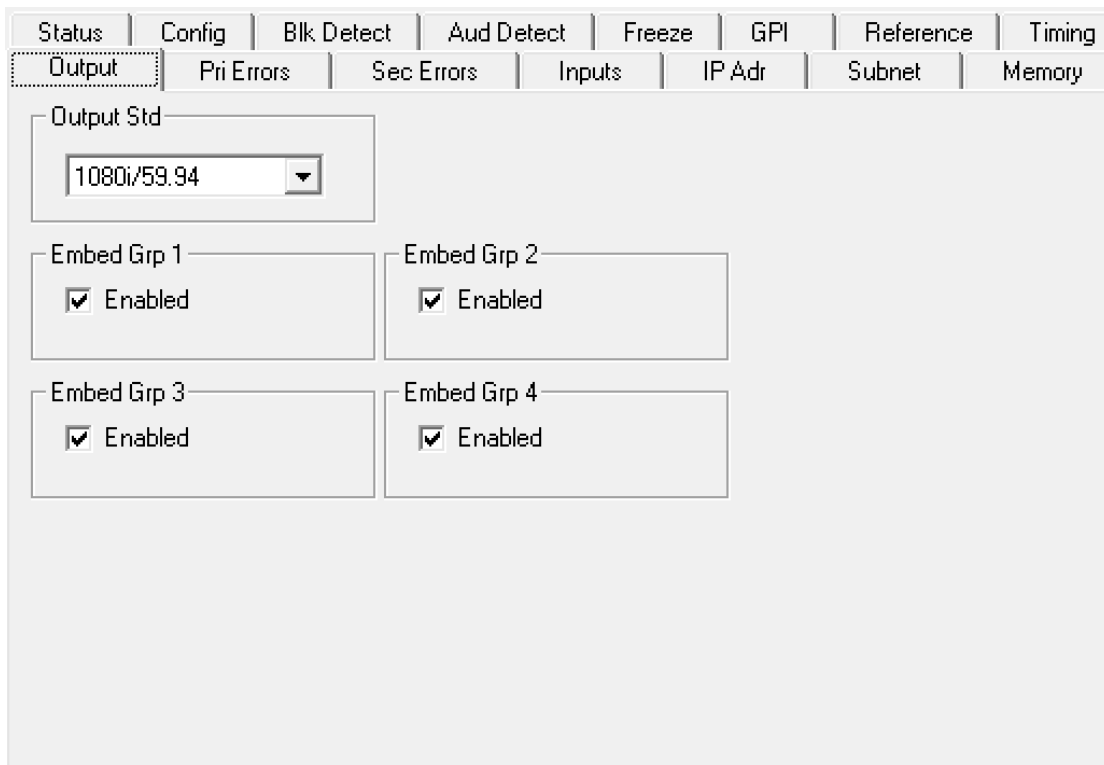 Status Config Blk Detect Aud Detect Freeze GPI Reference Timing
Output Pri Errors Sec Errors Inputs IP Adr Subnet Memory
Output Std
1080i/59.94
Embed Grp 1 Embed Grp 2
Enabled Enabled
Embed Grp 3 Embed Grp 4
Enabled Enabled